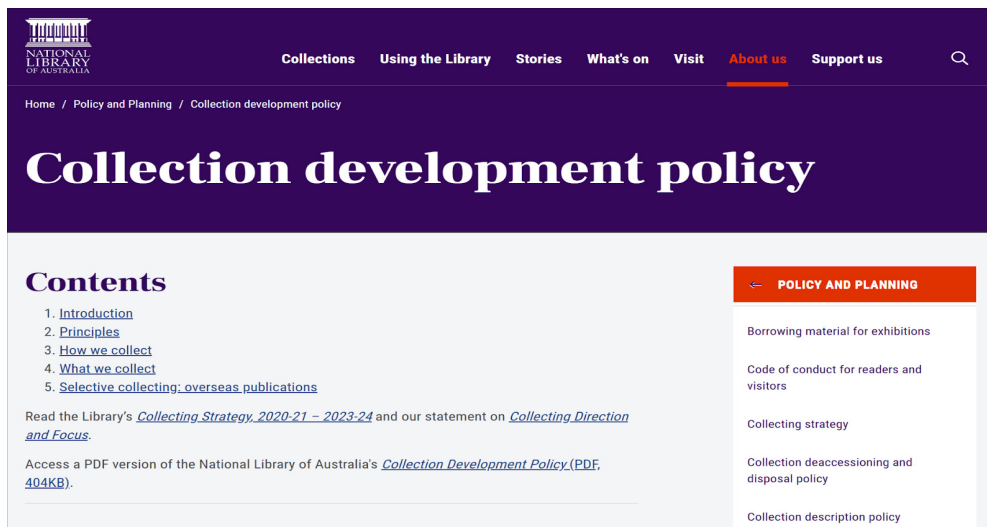 NATIONAL
LIBRARY
OF AUSTRALIA
Collections Using the Library Stories What's on Visit About us Support us
Home / Policy and Planning / Collection development policy
Collection development policy
Contents
1. Introduction
2. Principles
3. How we collect
4. What we collect
5. Selective collecting: overseas publications
Read the Library's Collecting Strategy, 2020-21 – 2023-24 and our statement on Collecting Direction
and Focus.
Access a PDF version of the National Library of Australia's Collection Development Policy (PDF,
404KB).
← POLICY AND PLANNING
Borrowing material for exhibitions
Code of conduct for readers and
visitors
Collecting strategy
Collection deaccessioning and
disposal policy
Collection description policy